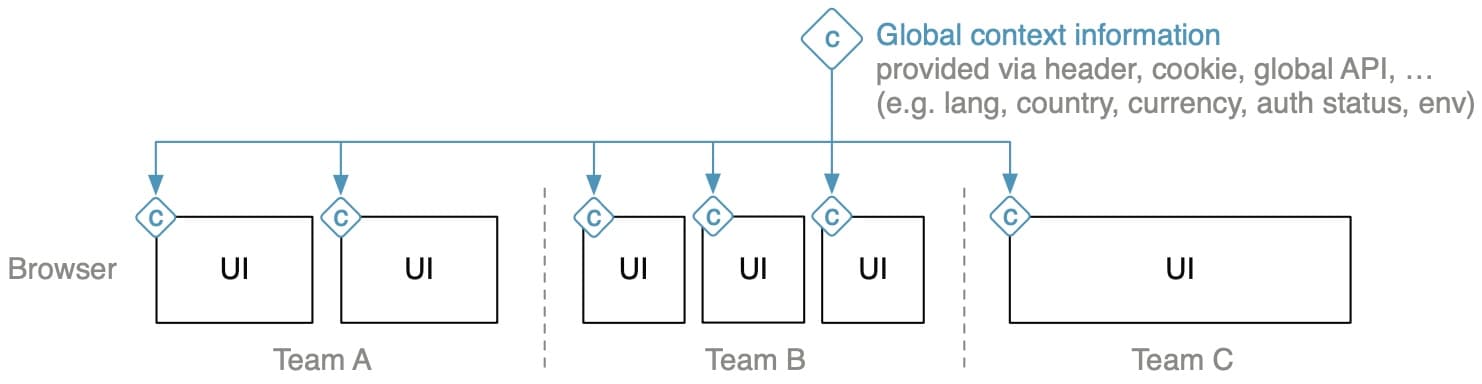 C
Global context information
provided via header, cookie, global API, ...
(e.g. lang, country, currency, auth status, env)
C C C C C C
Browser UI UI UI UI UI UI
Team A Team B Team C